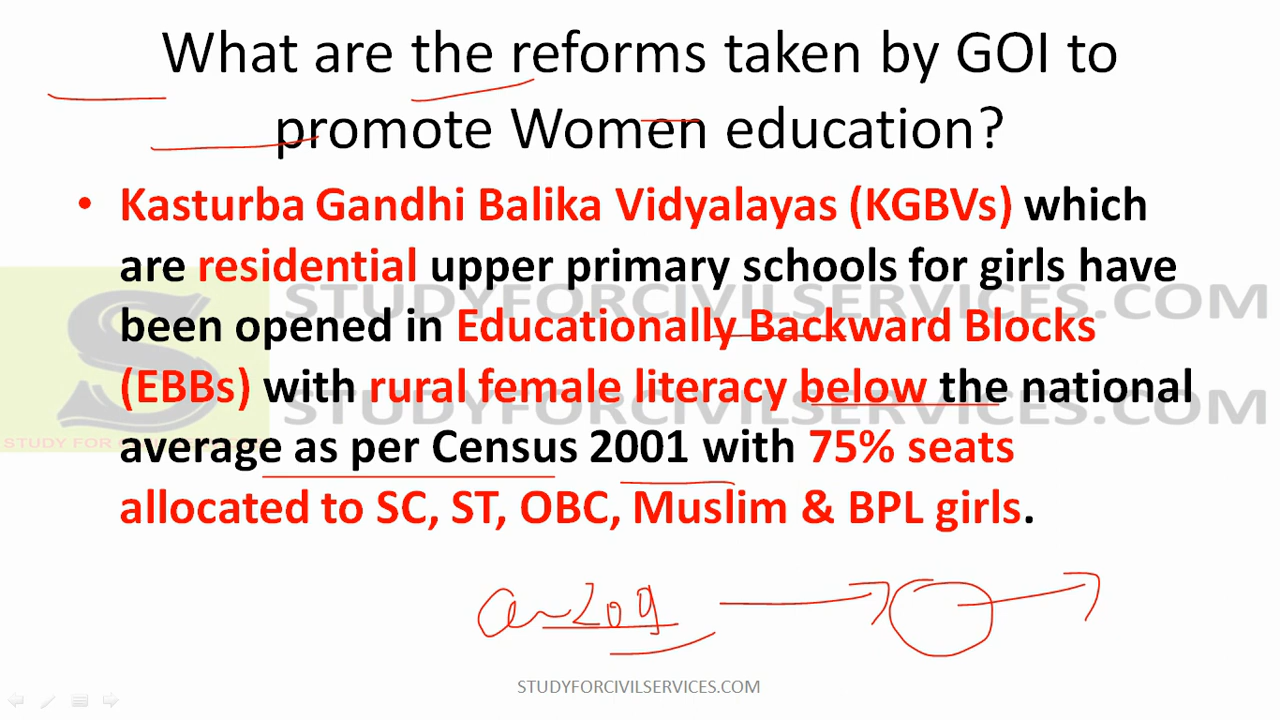 What are the reforms taken by GOI to
promote Women education?
• Kasturba Gandhi Balika Vidyalayas (KGBVs) which
are residential upper primary schools for girls have
STUDYFORCIVILSERVICES.COM
been opened in Educationally Backward Blocks
(EBBs) with rural female literacy below the national
STUDYFORCIVILSERVICES.COM
average as per Census 2001 with 75% seats
allocated to SC, ST, OBC, Muslim & BPL girls.
STUDYFORCIVILSERVICES.COM